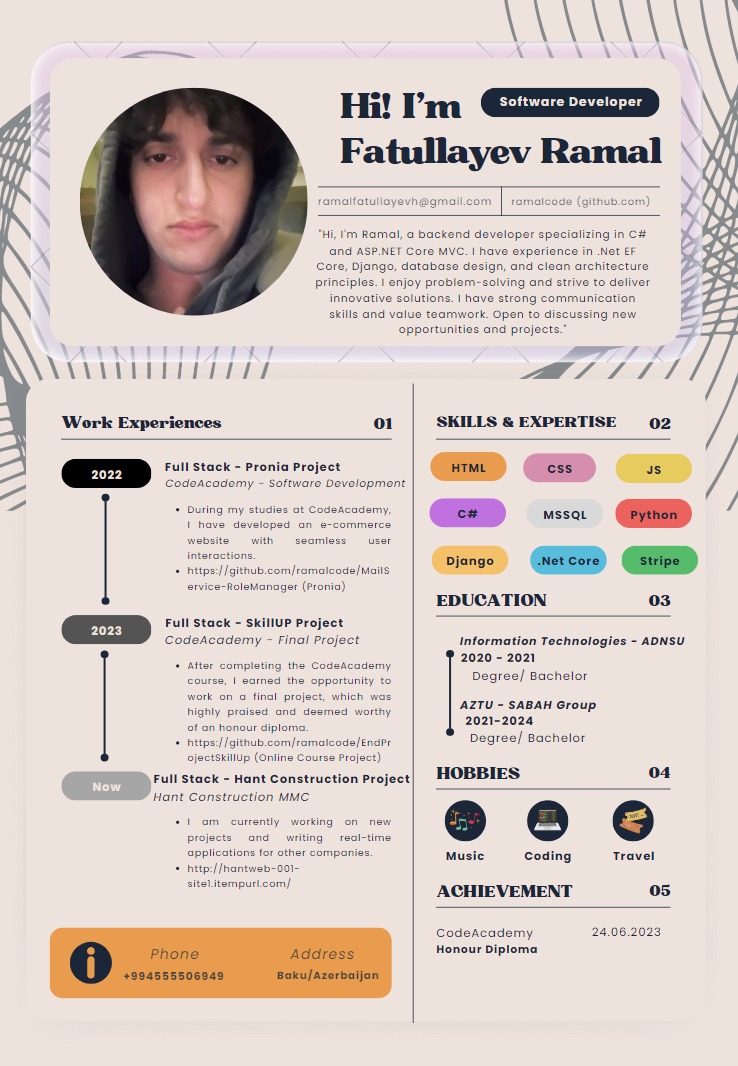 Hi! I'm
Software Developer
Fatullayev Ramal
ramalfatullayevh@gmail.com
ramalcode (github.com)
"Hi, I'm Ramal, a backend developer specializing in C#
and ASP.NET Core MVC. I have experience in .Net EF
Core, Django, database design, and clean architecture
principles. I enjoy problem-solving and strive to deliver
innovative solutions. I have strong communication
skills and value teamwork. Open to discussing new
opportunities and projects."
Work Experiences 01
2022
Full Stack - Pronia Project
CodeAcademy - Software Development
• During my studies at CodeAcademy,
I have developed an e-commerce
website with seamless user
interactions.
• https://github.com/ramalcode/MailS
ervice-RoleManager (Pronia)
2023
Full Stack - SkillUP Project
CodeAcademy - Final Project
• After completing the CodeAcademy
course, I earned the opportunity to
work on a final project, which was
highly praised and deemed worthy
of an honour diploma.
• https://github.com/ramalcode/EndPr
ojectSkillUp (Online Course Project)
Now
Full Stack - Hant Construction Project
Hant Construction MMC
• I am currently working on new
projects and writing real-time
applications for other companies.
• http://hantweb-001-
site1.itempurl.com/
Phone
+994555506949
Address
Baku/Azerbaijan
SKILLS & EXPERTISE 02
HTML
CSS
JS
C#
MSSQL
Python
Django
.Net Core
Stripe
EDUCATION 03
Information Technologies - ADNSU
2020 - 2021
Degree/ Bachelor
AZTU - SABAH Group
2021-2024
Degree/ Bachelor
HOBBIES 04
Music
Coding
Travel
ACHIEVEMENT 05
CodeAcademy 24.06.2023
Honour Diploma